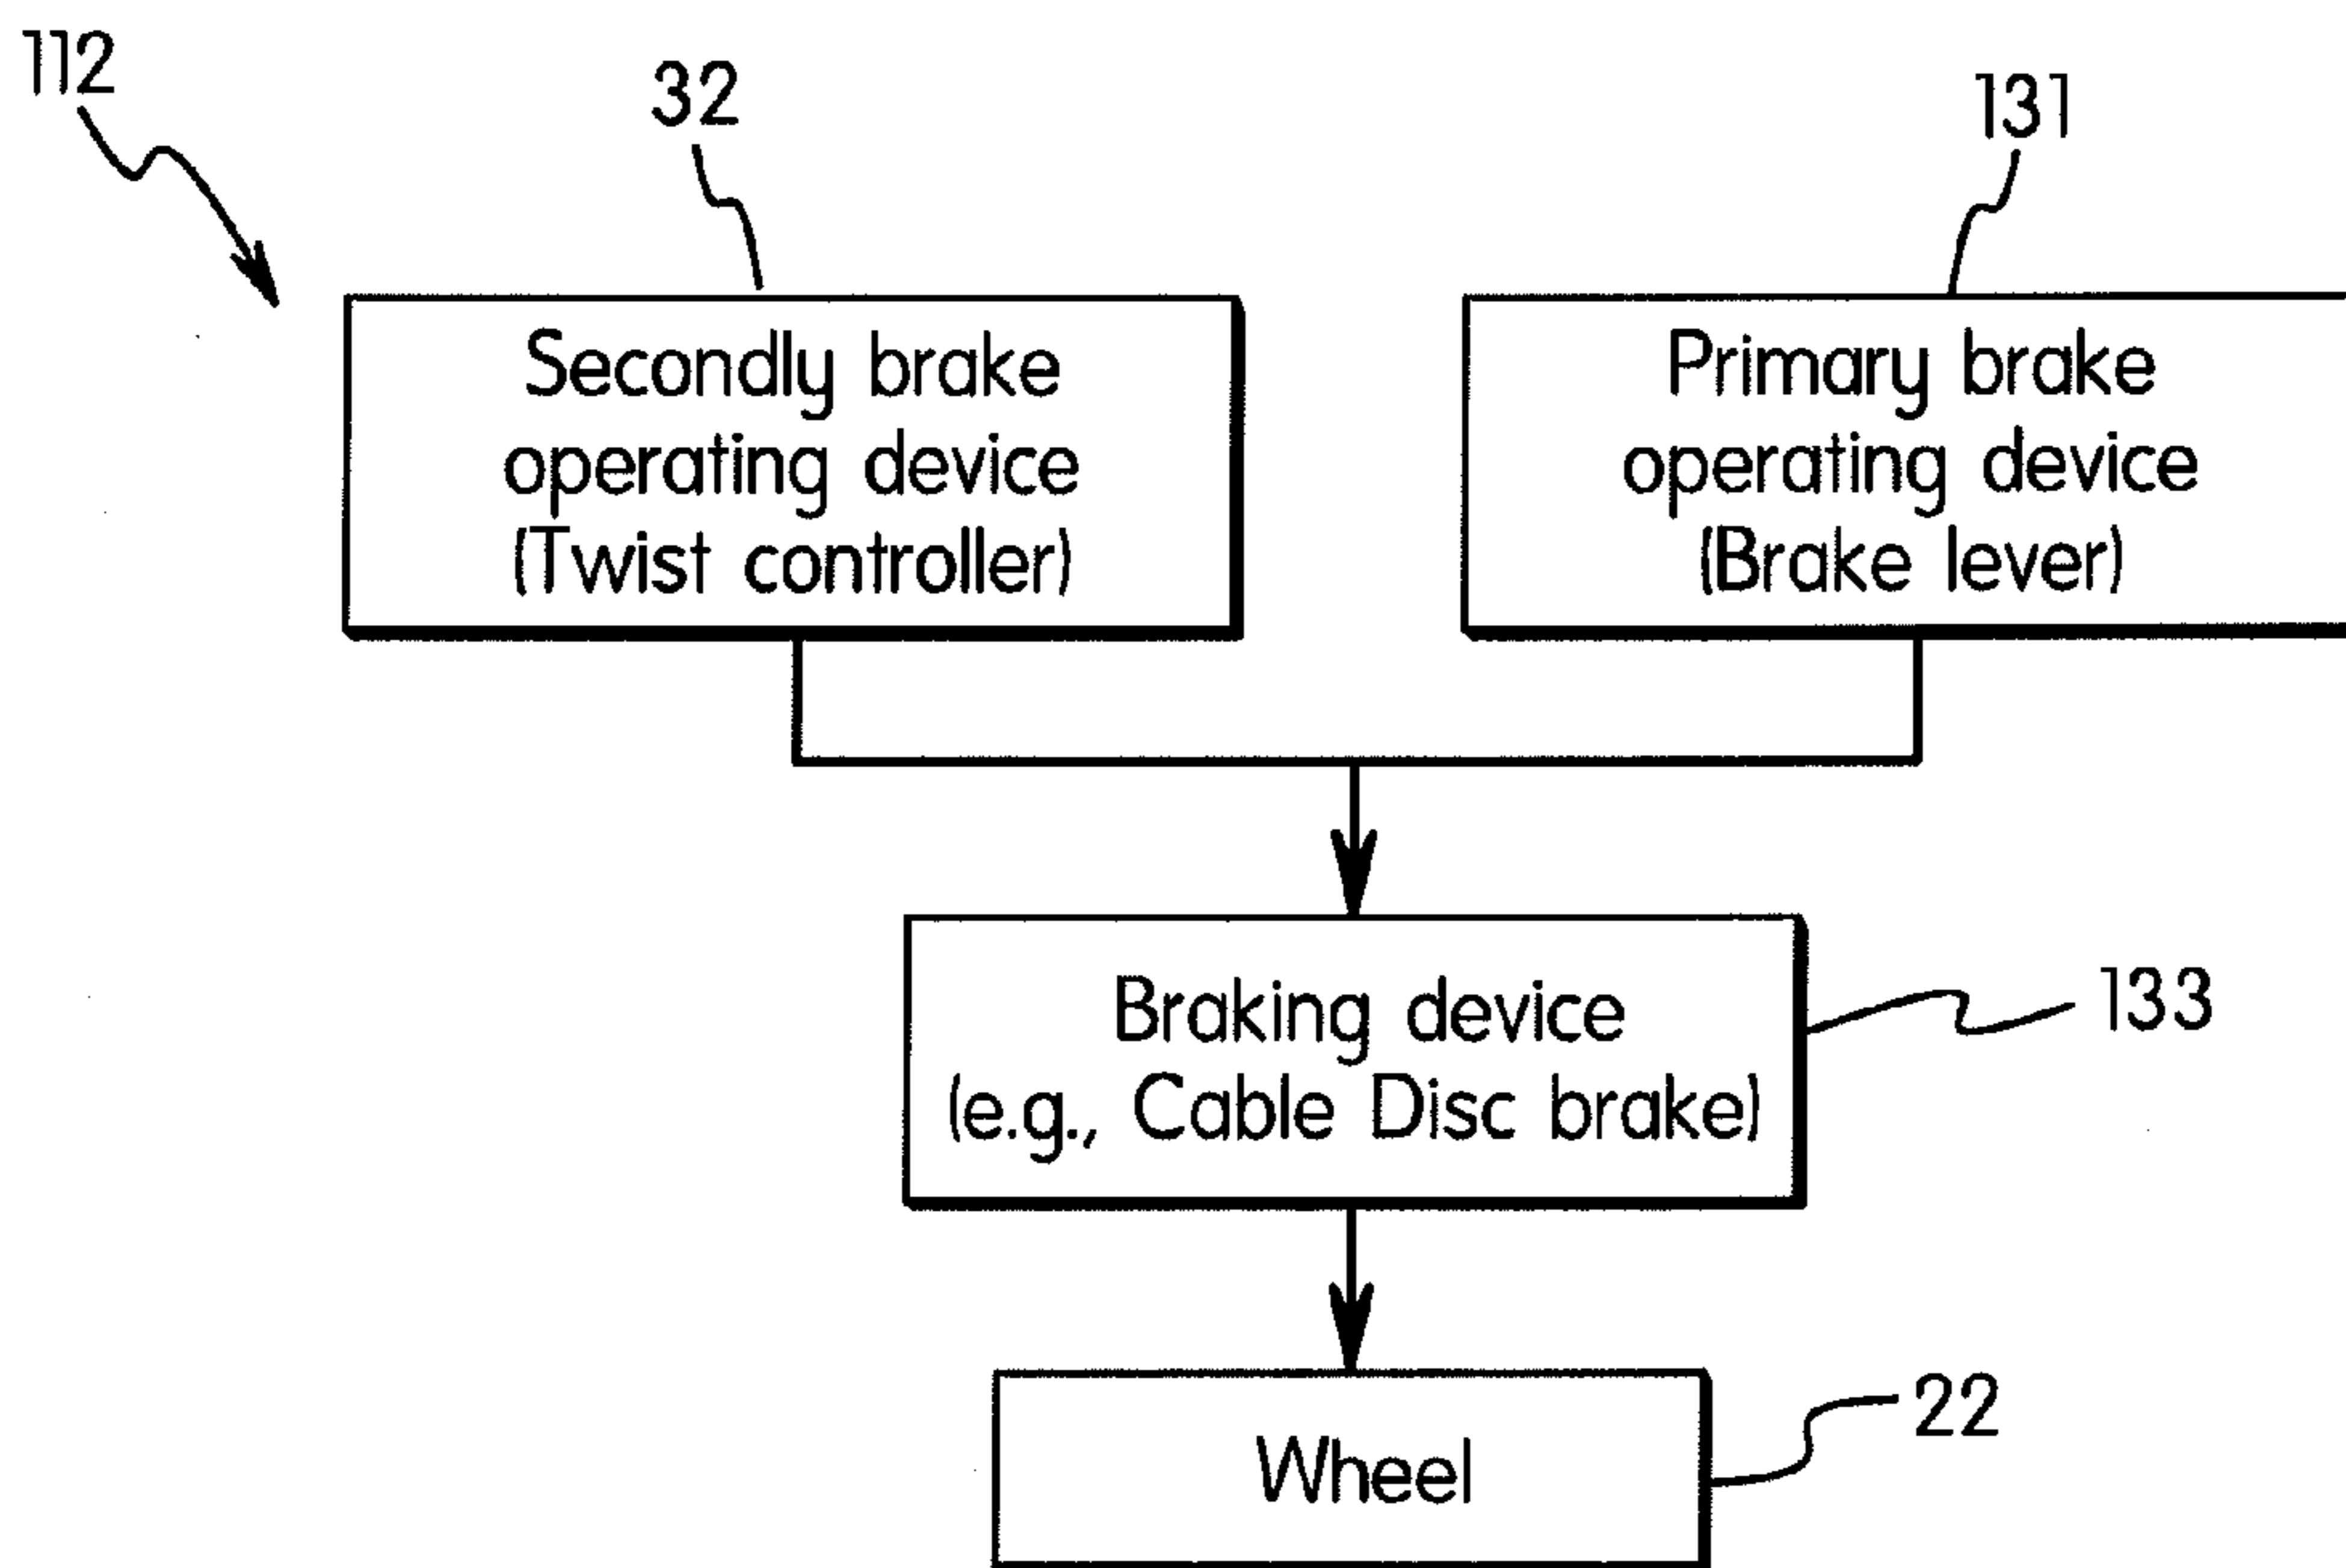 112
32
131
Secondly brake
operating device
(Twist controller)
Primary brake
operating device
(Brake lever)
Braking device
(e.g., Cable Disc brake)
133
Wheel
22